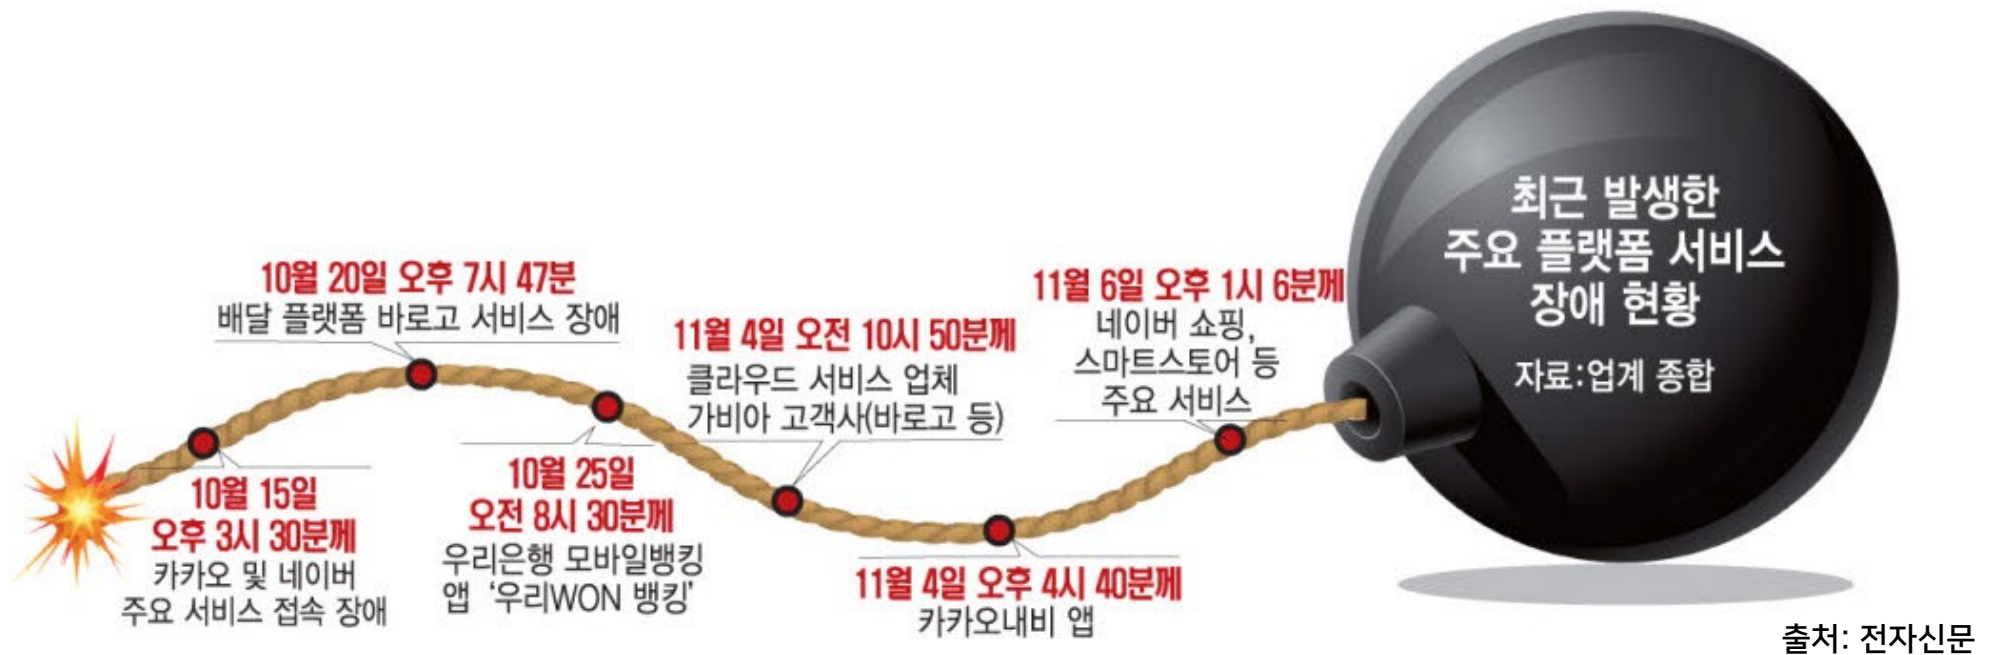 10월 15일
오후 3시 30분께
카카오 및 네이버
주요 서비스 접속 장애
10월 20일 오후 7시 47분
배달 플랫폼 바로고 서비스 장애
10월 25일
오전 8시 30분께
우리은행 모바일뱅킹
앱 ‘우리WON 뱅킹’
11월 4일 오전 10시 50분께
클라우드 서비스 업체
가비아 고객사(바로고 등)
11월 4일 오후 4시 40분께
카카오내비 앱
11월 6일 오후 1시 6분께
네이버 쇼핑,
스마트스토어 등
주요 서비스
최근 발생한
주요 플랫폼 서비스
장애 현황
자료:업계 종합
출처: 전자신문